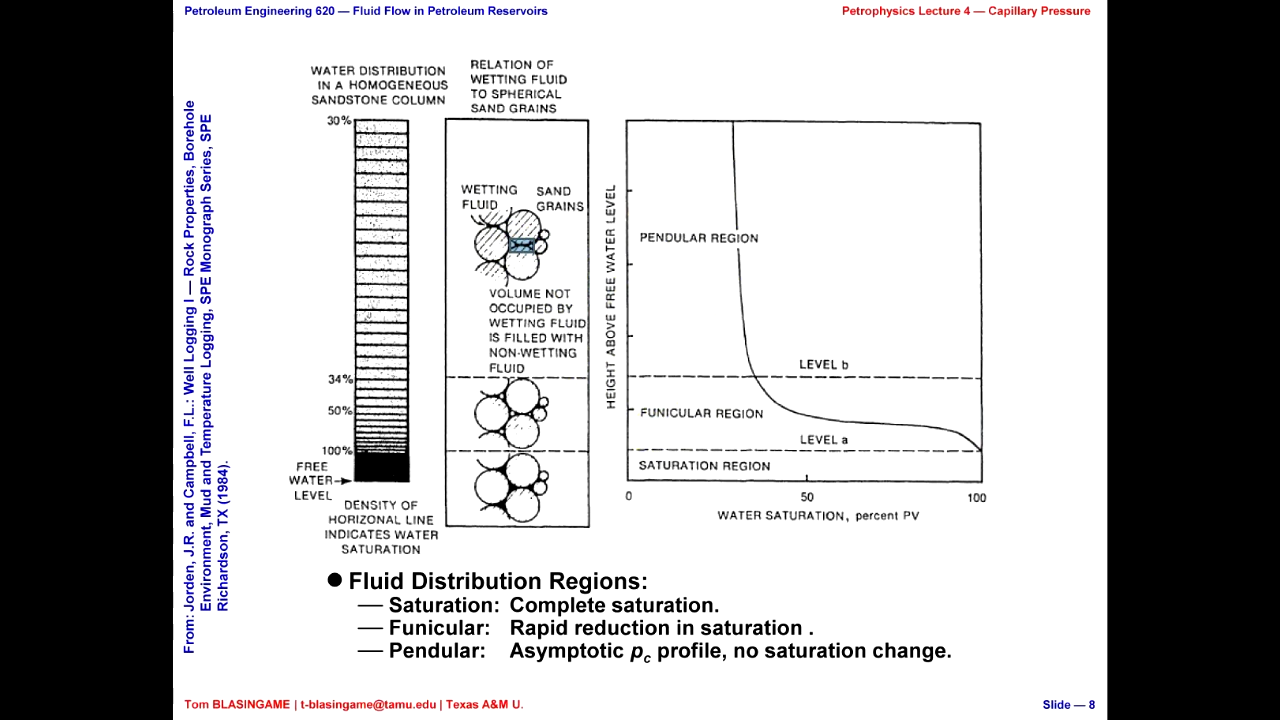 Petroleum Engineering 620 — Fluid Flow in Petroleum Reservoirs
Petrophysics Lecture 4 — Capillary Pressure
From: Jorden, J.R. and Campbell, F.L.: Well Logging I — Rock Properties, Borehole
Environment, Mud and Temperature Logging, SPE Monograph Series, SPE
Richardson, TX (1984).
WATER DISTRIBUTION
IN A HOMOGENEOUS
SANDSTONE COLUMN
30%
34%
50%
100%
FREE
WATER
LEVEL
DENSITY OF
HORIZONAL LINE
INDICATES WATER
SATURATION
RELATION OF
WETTING FLUID
TO SPHERICAL
SAND GRAINS
WETTING
FLUID
SAND
GRAINS
VOLUME NOT
OCCUPIED BY
WETTING FLUID
IS FILLED WITH
NON-WETTING
FLUID
HEIGHT ABOVE FREE WATER LEVEL
PENDULAR REGION
LEVEL b
FUNICULAR REGION
LEVEL a
SATURATION REGION
0
50
100
WATER SATURATION, percent PV
● Fluid Distribution Regions:
— Saturation: Complete saturation.
— Funicular: Rapid reduction in saturation .
— Pendular: Asymptotic pc profile, no saturation change.
Tom BLASINGAME | t-blasingame@tamu.edu | Texas A&M U.
Slide — 8